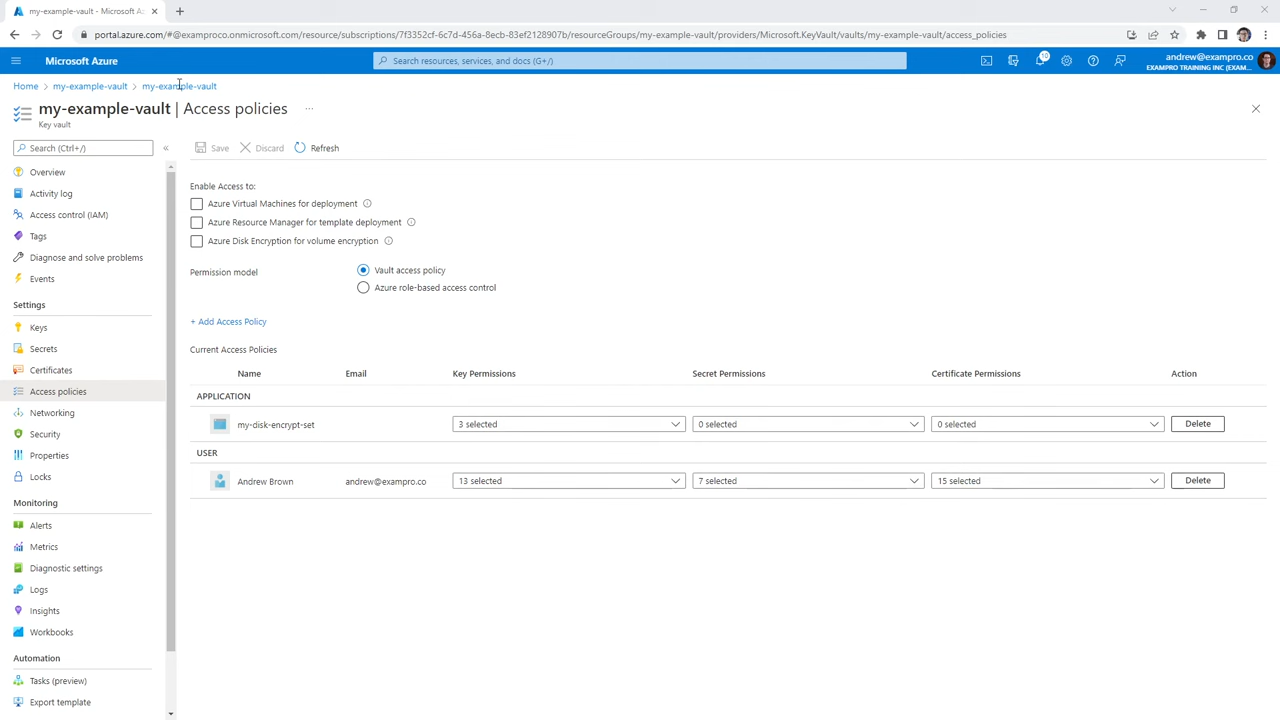 my-example-vault - Microsoft Az
portal.azure.com/#@exampro.onmicrosoft.com/resource/subscriptions/7f3352cf-6c7d-456a-8ecb-83ef2128907b/resourceGroups/my-example-vault/providers/Microsoft.KeyVault/vaults/my-example-vault/access_policies
Microsoft Azure
Search resources, services, and docs (G+/)
10
andrew@exampro.co
EXAMPRO TRAINING INC (EXAM...
Home > my-example-vault > my-example-vault
my-example-vault | Access policies ...
Key vault
Search (Ctrl+/)
«
Save
Discard
Refresh
Overview
Activity log
Access control (IAM)
Tags
Diagnose and solve problems
Events
Settings
Keys
Secrets
Certificates
Access policies
Networking
Security
Properties
Locks
Monitoring
Alerts
Metrics
Diagnostic settings
Logs
Insights
Workbooks
Automation
Tasks (preview)
Export template
Enable Access to:
Azure Virtual Machines for deployment
Azure Resource Manager for template deployment
Azure Disk Encryption for volume encryption
Permission model
Vault access policy
Azure role-based access control
+ Add Access Policy
Current Access Policies
Name Email Key Permissions Secret Permissions Certificate Permissions Action
APPLICATION
my-disk-encrypt-set 3 selected 0 selected 0 selected Delete
USER
Andrew Brown andrew@exampro.co 13 selected 7 selected 15 selected Delete